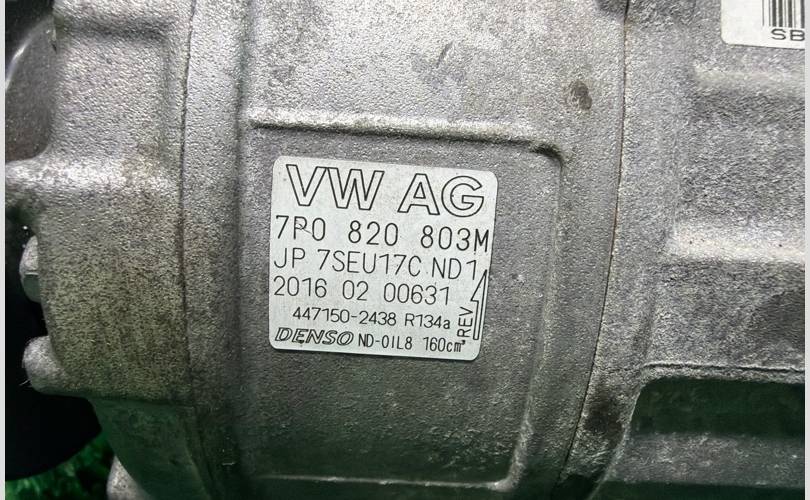 SB
VW AG
7P0 820 803M
JP 7SEU17C ND1
2016 02 00631
447150-2438 R134a
REV
DENSO ND-OIL8 160cm³